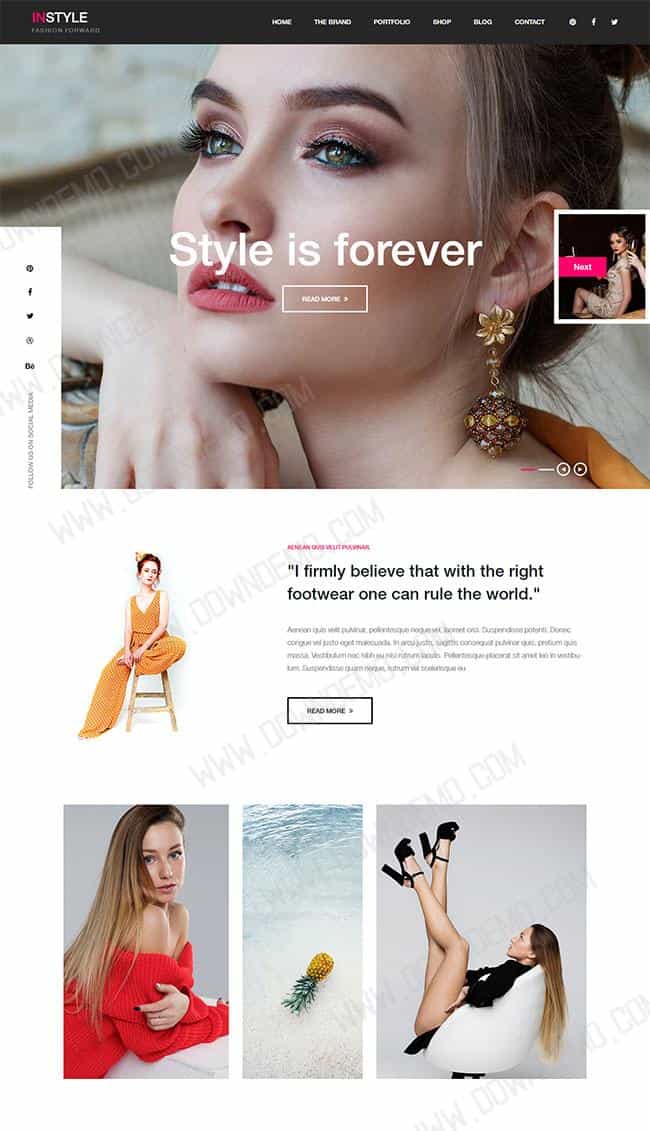 INSTYLE
FASHION FORWARD
HOME THE BRAND PORTFOLIO SHOP BLOG CONTACT
Style is forever
READ MORE »
Next
Bē
FOLLOW US ON SOCIAL MEDIA
AENEAN QUIS VELIT PULVINAR,
"I firmly believe that with the right
footwear one can rule the world."
Aenean quis velit pulvinar, pellentesque neque vel, laoreet orci. Suspendisse potenti. Donec
congue vel justo eget malesuada. In arcu justo, sagittis consequat pulvinar quis, pretium quis
massa. Vestibulum nec nibh eu nisi rutrum iaculis. Pellentesque placerat sit amet leo in vestibu-
lum. Suspendisse quam neque, rutrum vel scelerisque eu
READ MORE »
WWW.DOWNDEMO.COM